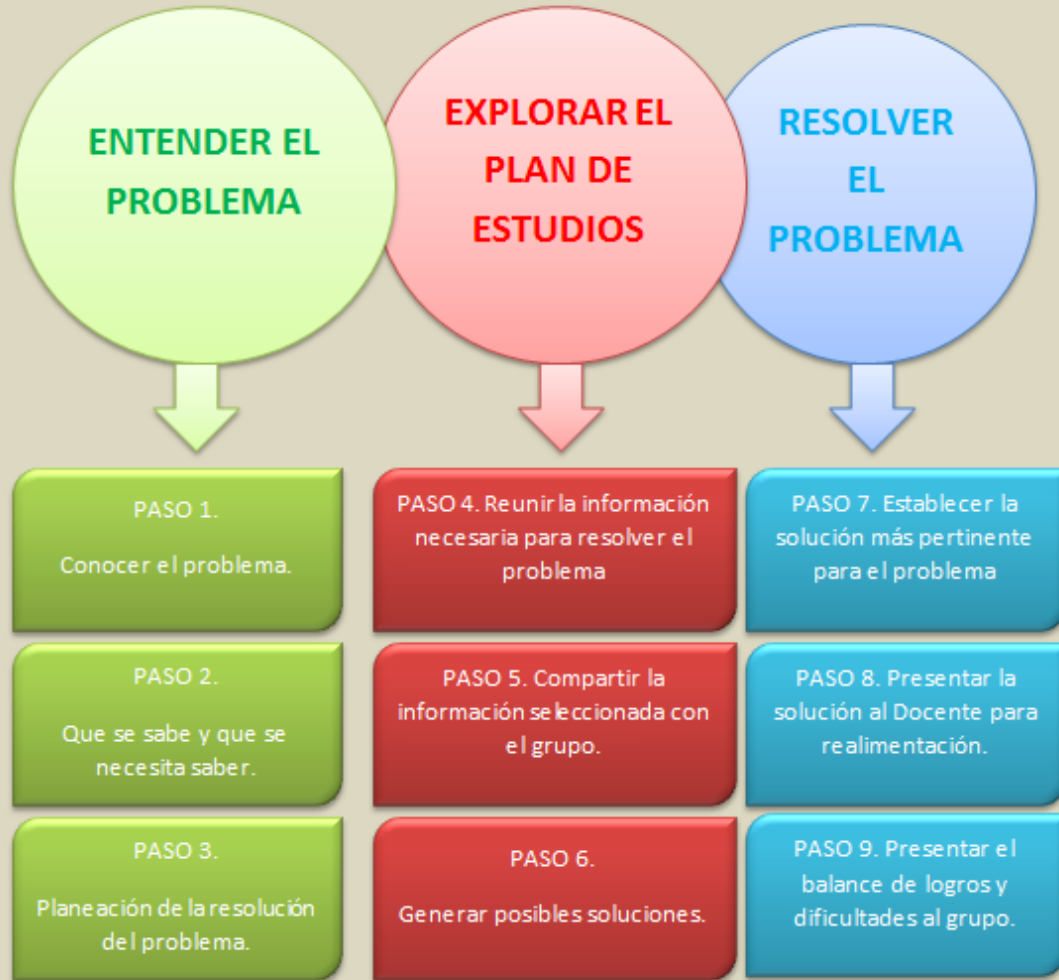 ENTENDER EL
PROBLEMA
EXPLORAR EL
PLAN DE
ESTUDIOS
RESOLVER
EL
PROBLEMA
PASO 1.
Conocer el problema.
PASO 2.
Que se sabe y que se
necesita saber.
PASO 3.
Planeación de la resolución
del problema.
PASO 4. Reunir la información
necesaria para resolver el
problema
PASO 5. Compartir la
información seleccionada con
el grupo.
PASO 6.
Generar posibles soluciones.
PASO 7. Establecer la
solución más pertinente
para el problema
PASO 8. Presentar la
solución al Docente para
realimentación.
PASO 9. Presentar el
balance de logros y
dificultades al grupo.